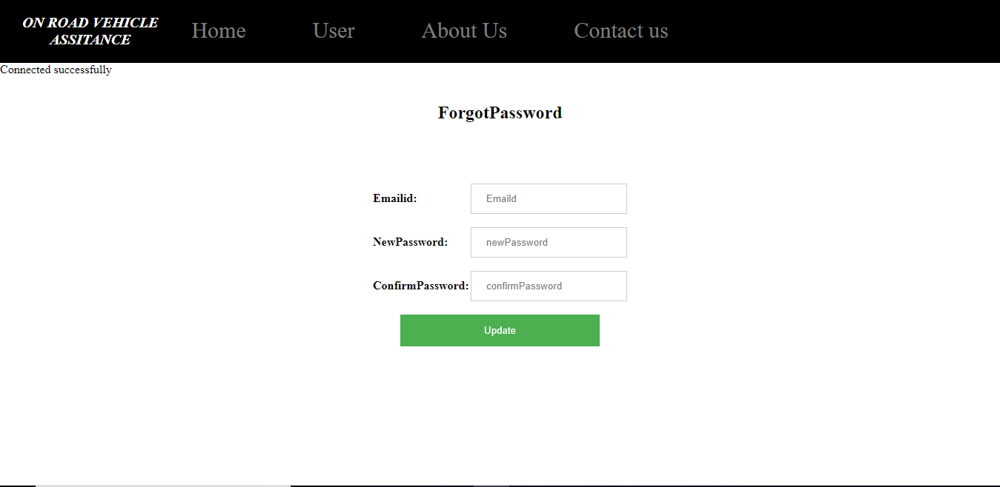 ON ROAD VEHICLE
ASSITANCE
Home User About Us Contact us
Connected successfully
ForgotPassword
Emailid: Emaild
NewPassword: newPassword
ConfirmPassword: confirmPassword
Update